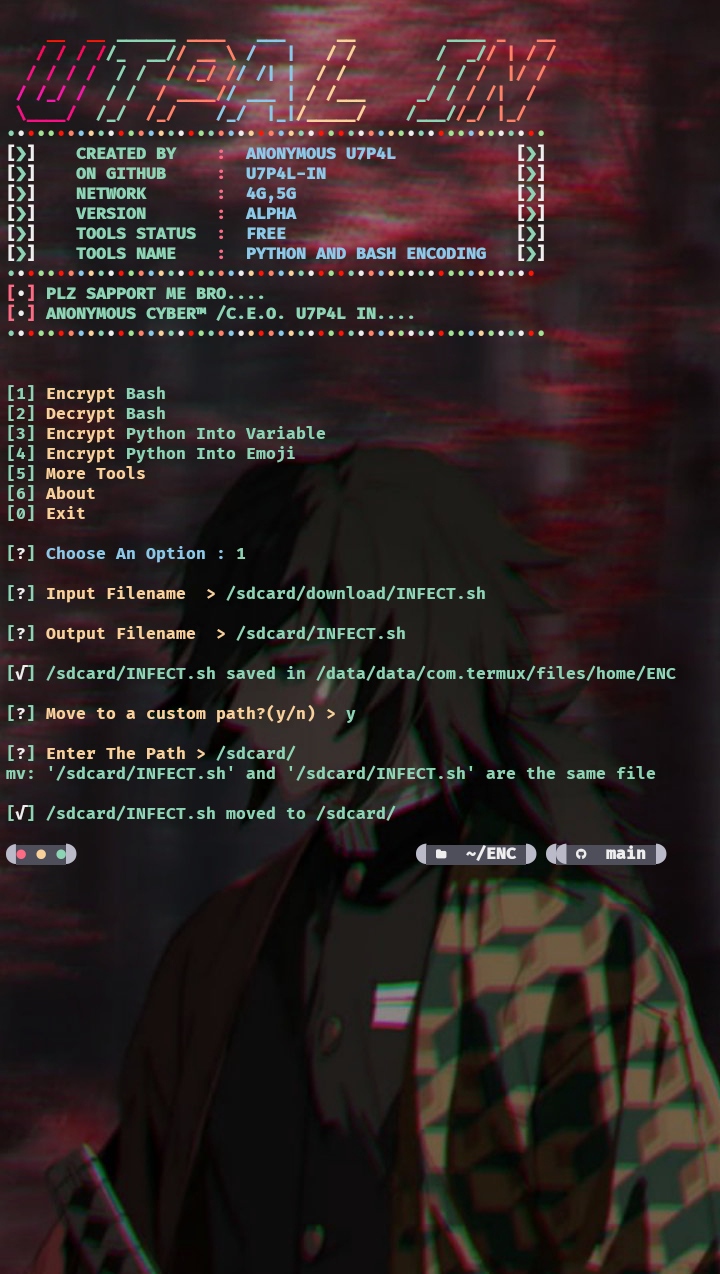 UTPAL IN
[❯] CREATED BY : ANONYMOUS U7P4L [❯]
[❯] ON GITHUB : U7P4L-IN [❯]
[❯] NETWORK : 4G,5G [❯]
[❯] VERSION : ALPHA [❯]
[❯] TOOLS STATUS : FREE [❯]
[❯] TOOLS NAME : PYTHON AND BASH ENCODING [❯]
[•] PLZ SAPPORT ME BRO....
[•] ANONYMOUS CYBER™ /C.E.O. U7P4L IN....
[1] Encrypt Bash
[2] Decrypt Bash
[3] Encrypt Python Into Variable
[4] Encrypt Python Into Emoji
[5] More Tools
[6] About
[0] Exit
[?] Choose An Option : 1
[?] Input Filename > /sdcard/download/INFECT.sh
[?] Output Filename > /sdcard/INFECT.sh
[√] /sdcard/INFECT.sh saved in /data/data/com.termux/files/home/ENC
[?] Move to a custom path?(y/n) > y
[?] Enter The Path > /sdcard/
mv: '/sdcard/INFECT.sh' and '/sdcard/INFECT.sh' are the same file
[√] /sdcard/INFECT.sh moved to /sdcard/
~/ENC main